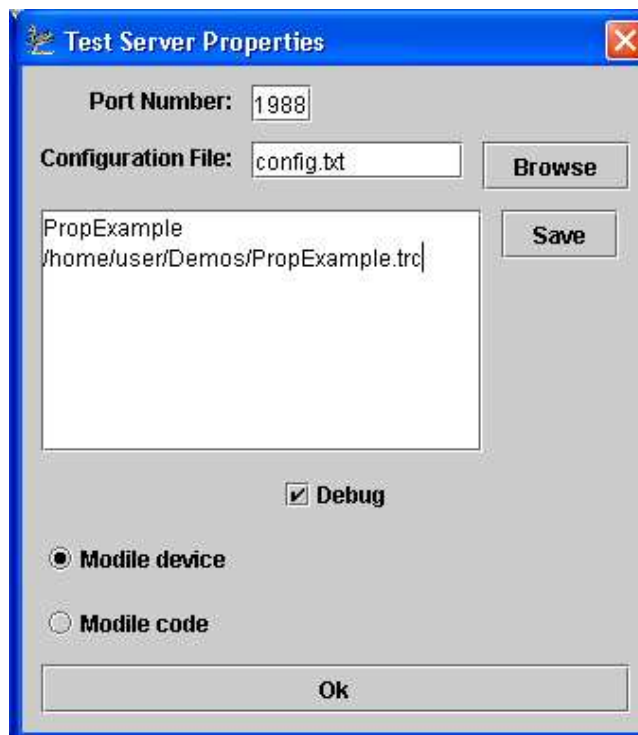 Test Server Properties
Port Number: 1988
Configuration File: config.txt Browse
PropExample Save
/home/user/Demos/PropExample.trc
Debug
Modile device
Modile code
Ok